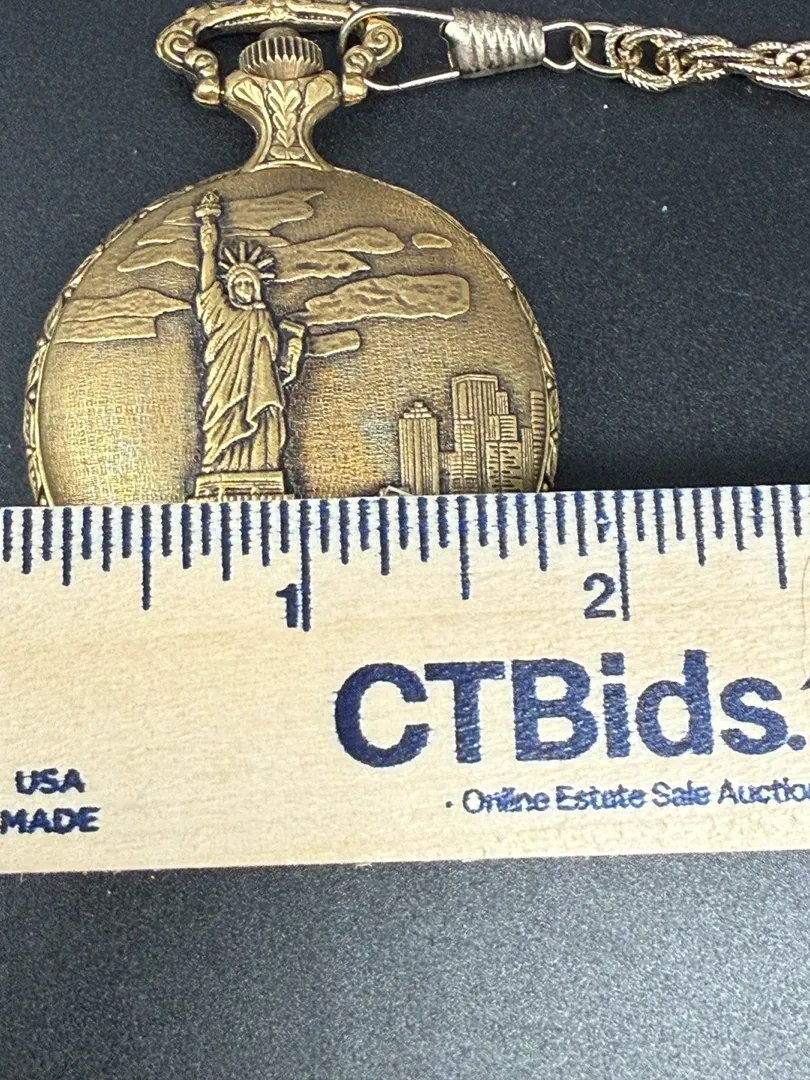 1 2
CTBids.
· Online Estate Sale Auctio
USA
MADE